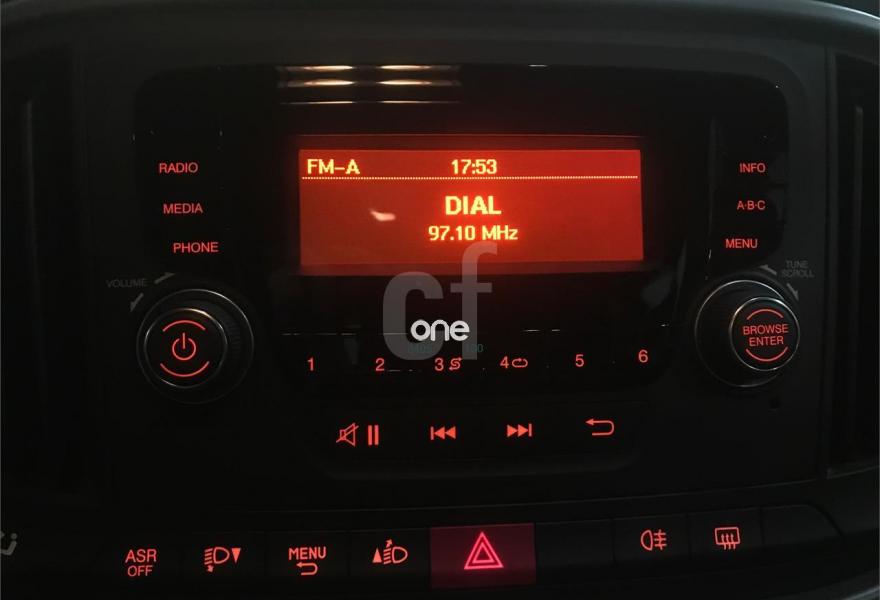 FM-A 17:53
DIAL
97.10 MHz
RADIO
MEDIA
PHONE
INFO
A·B·C
MENU
VOLUME
TUNE
SCROLL
BROWSE
ENTER
cf
one
1 2 3 4 5 6
ASR
OFF
MENU